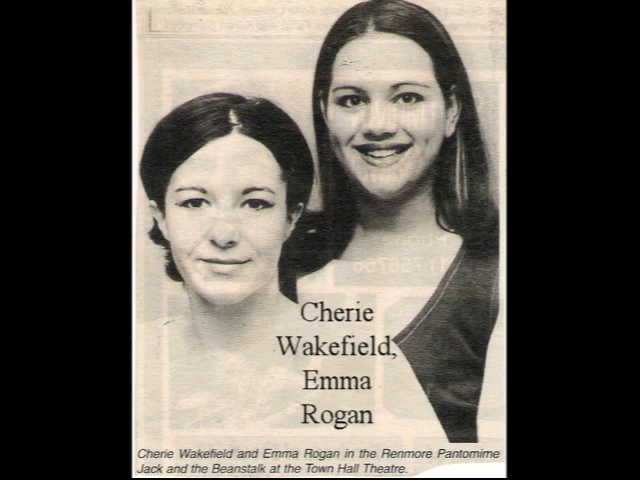 Cherie
Wakefield,
Emma
Rogan
Cherie Wakefield and Emma Rogan in the Renmore Pantomime
Jack and the Beanstalk at the Town Hall Theatre.